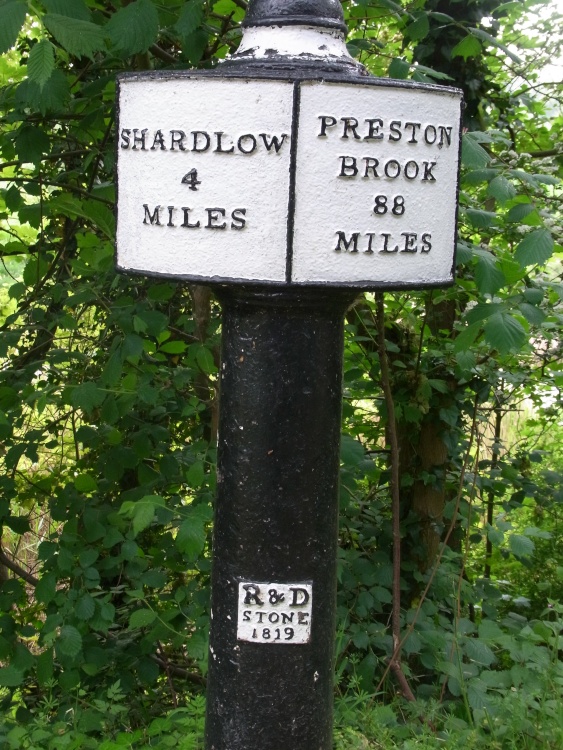 SHARDLOW
4
MILES
PRESTON
BROOK
88
MILES
R & D
STONE
1819